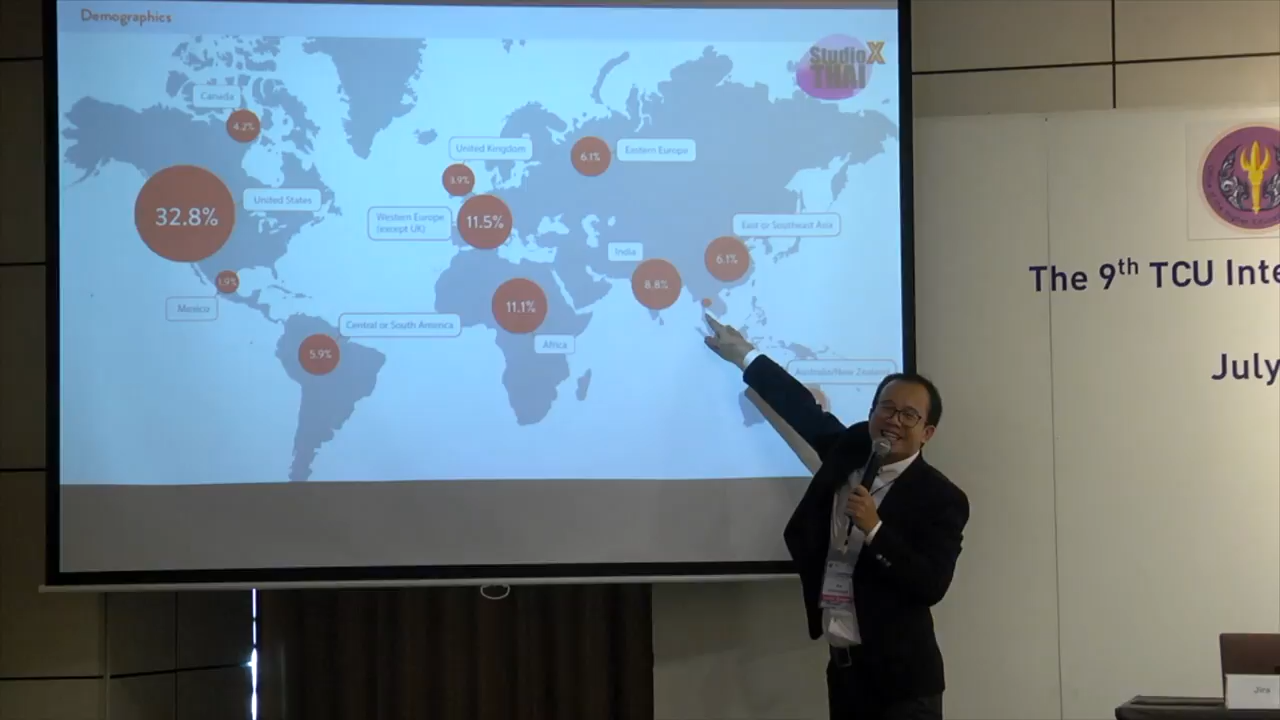 Demographics
StudioX
THAI
Canada
4.2%
United Kingdom
6.1%
Eastern Europe
3.9%
32.8%
United States
Western Europe
(except UK)
11.5%
East or Southeast Asia
India
6.1%
1.9%
8.8%
Mexico
11.1%
Central or South America
Africa
5.9%
Australia/New Zealand
The 9th TCU Inte
July
Jira